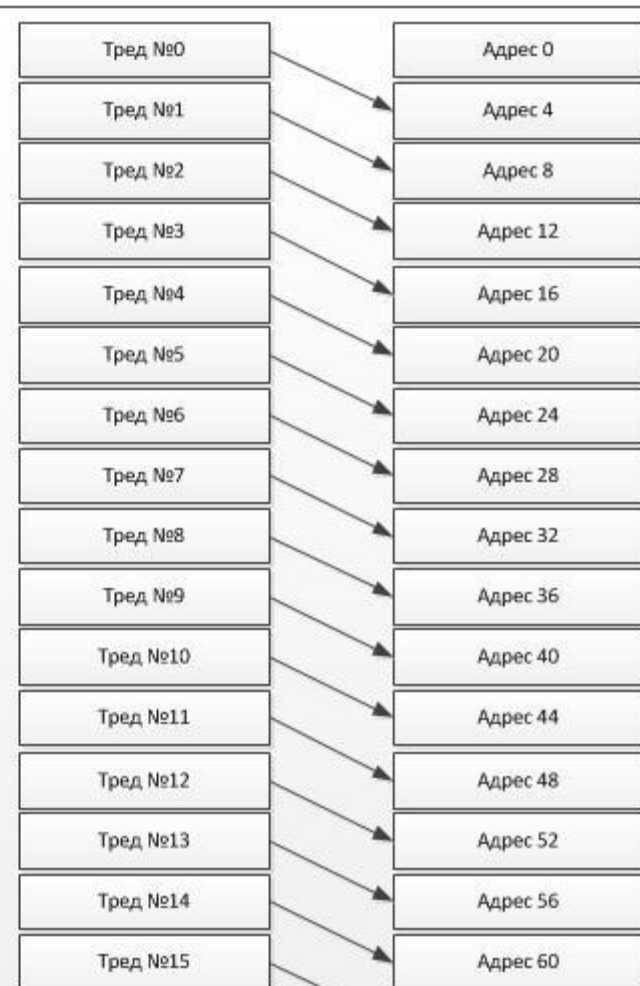 Тред №0 Адрес 0
Тред №1 Адрес 4
Тред №2 Адрес 8
Тред №3 Адрес 12
Тред №4 Адрес 16
Тред №5 Адрес 20
Тред №6 Адрес 24
Тред №7 Адрес 28
Тред №8 Адрес 32
Тред №9 Адрес 36
Тред №10 Адрес 40
Тред №11 Адрес 44
Тред №12 Адрес 48
Тред №13 Адрес 52
Тред №14 Адрес 56
Тред №15 Адрес 60